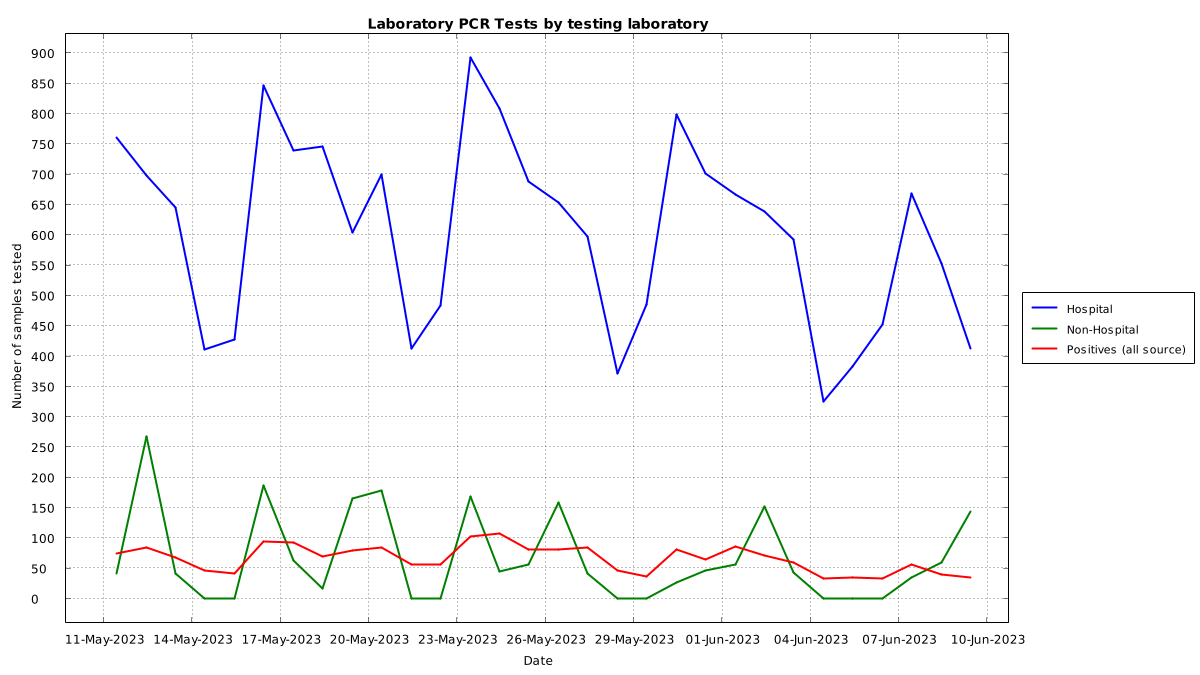 Laboratory PCR Tests by testing laboratory
900
850
800
750
700
650
600
550
500
450
400
350
300
250
200
150
100
50
0
Number of samples tested
11-May-2023 14-May-2023 17-May-2023 20-May-2023 23-May-2023 26-May-2023 29-May-2023 01-Jun-2023 04-Jun-2023 07-Jun-2023 10-Jun-2023
Date
Hospital
Non-Hospital
Positives (all source)